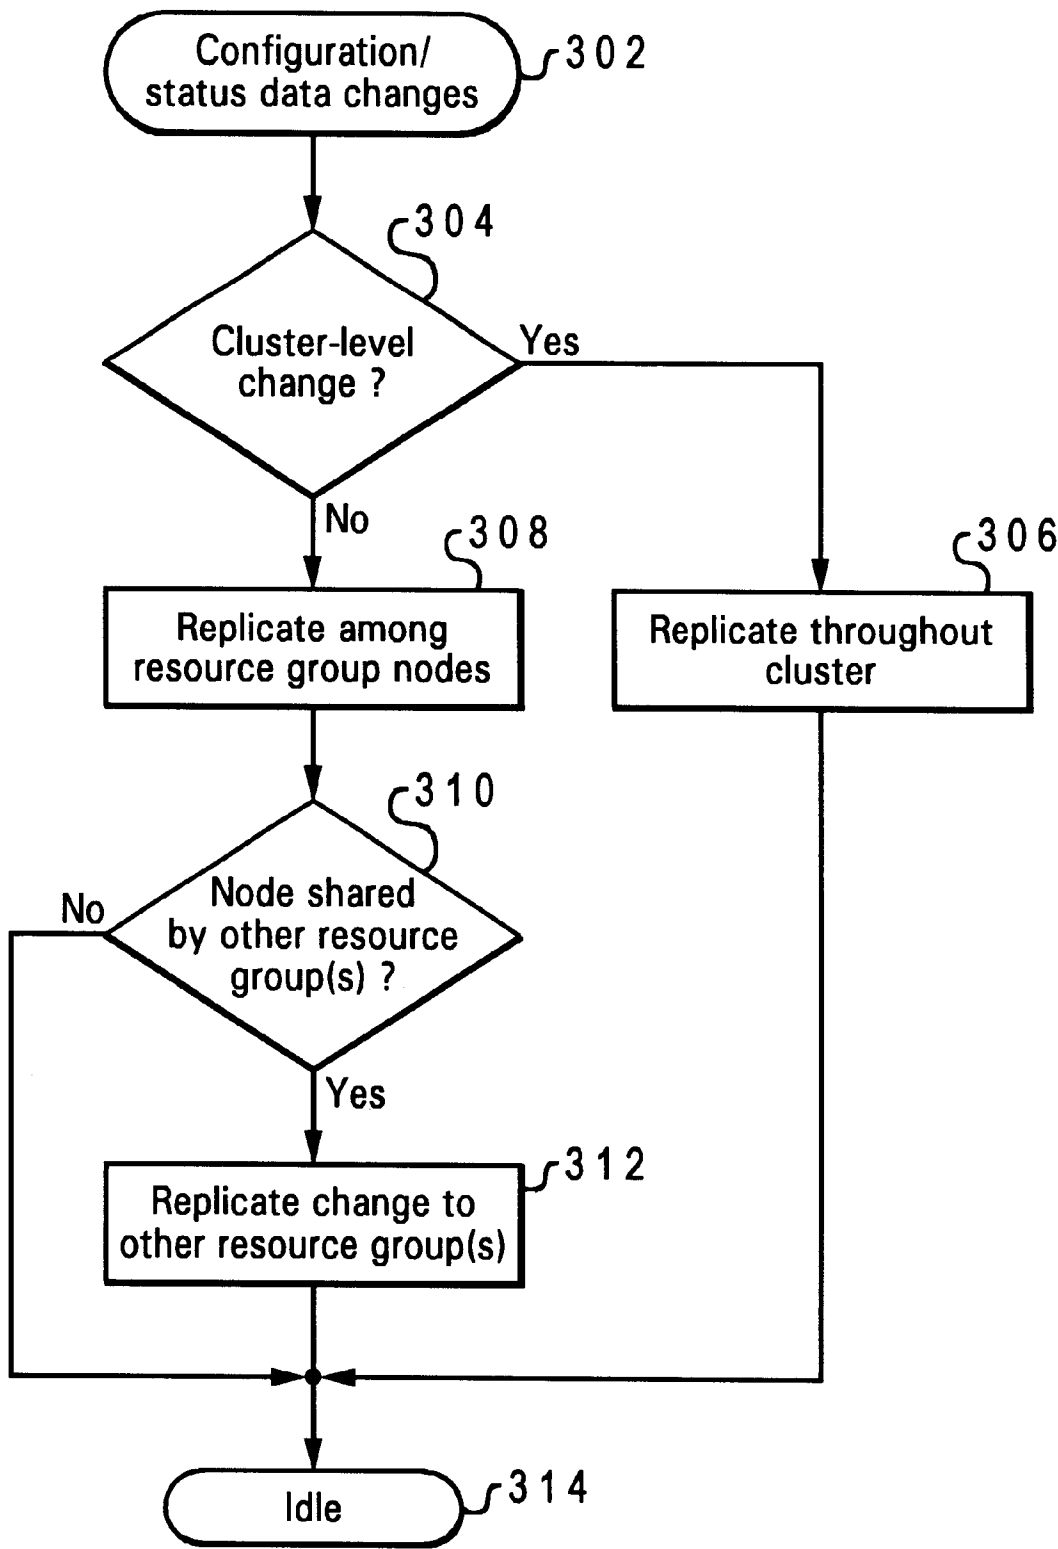 Configuration/
status data changes
302
304
Cluster-level
change ?
Yes
No
308
306
Replicate among
resource group nodes
Replicate throughout
cluster
310
Node shared
by other resource
group(s) ?
No
Yes
312
Replicate change to
other resource group(s)
Idle
314